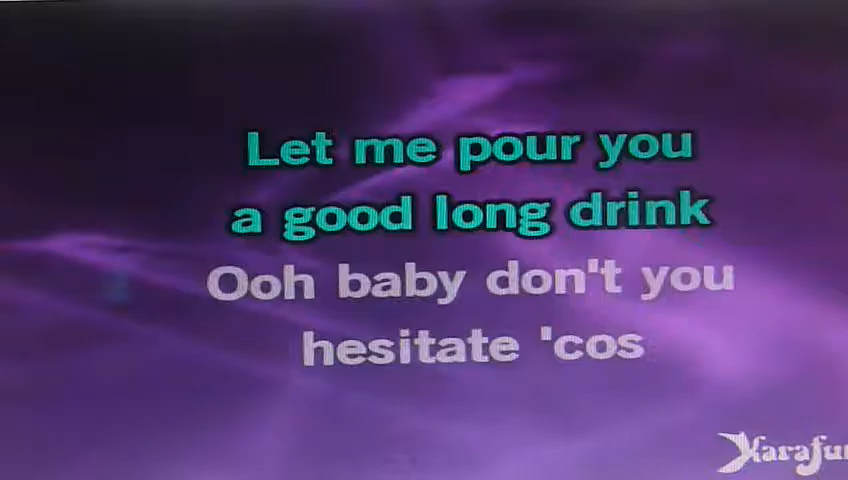 Let me pour you
a good long drink
Ooh baby don't you
hesitate 'cos
Karafun